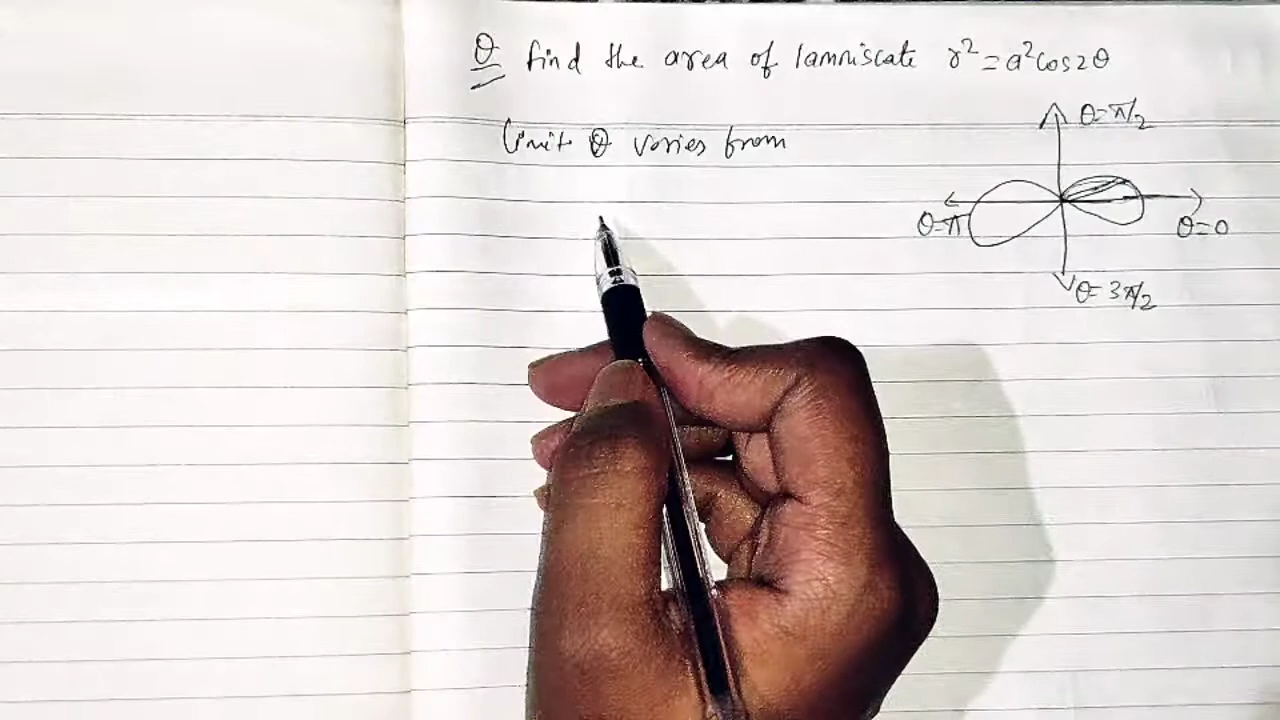 Q find the area of lamniscate r²=a²cos2θ
θ=π/2
limit θ varies from
θ=π
θ=0
θ=3π/2